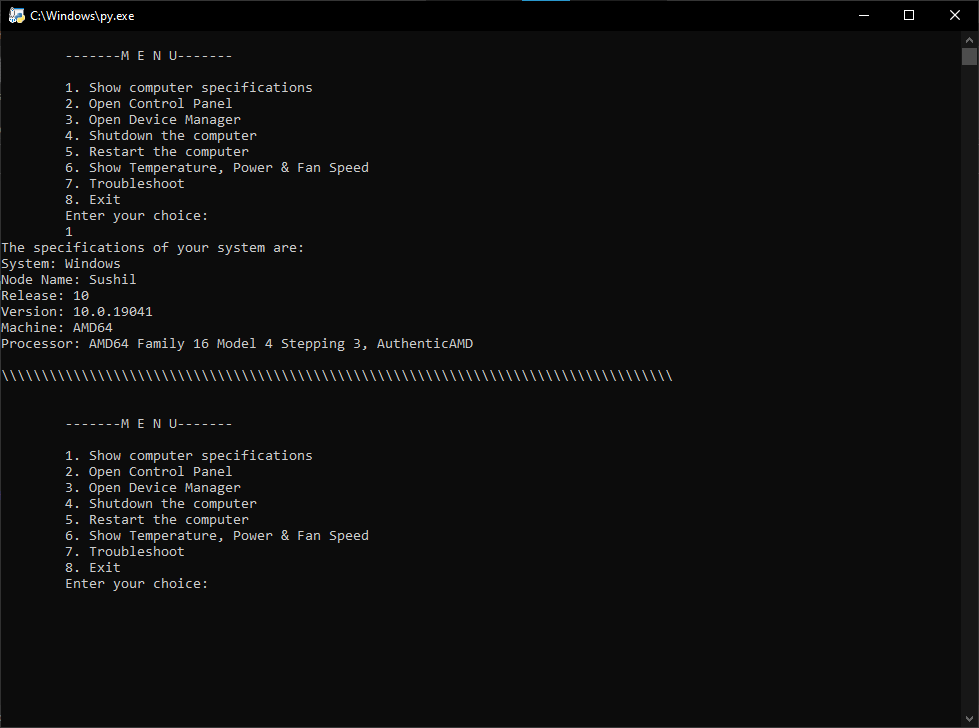 C:\Windows\py.exe
-------M E N U-------
1. Show computer specifications
2. Open Control Panel
3. Open Device Manager
4. Shutdown the computer
5. Restart the computer
6. Show Temperature, Power & Fan Speed
7. Troubleshoot
8. Exit
Enter your choice:
1
The specifications of your system are:
System: Windows
Node Name: Sushil
Release: 10
Version: 10.0.19041
Machine: AMD64
Processor: AMD64 Family 16 Model 4 Stepping 3, AuthenticAMD
\\\\\\\\\\\\\\\\\\\\\\\\\\\\\\\\\\\\\\\\\\\\\\\\\\\\\\\\\\\\\\\\\\\\\\\\\\\\\\\\\\\\
-------M E N U-------
1. Show computer specifications
2. Open Control Panel
3. Open Device Manager
4. Shutdown the computer
5. Restart the computer
6. Show Temperature, Power & Fan Speed
7. Troubleshoot
8. Exit
Enter your choice: